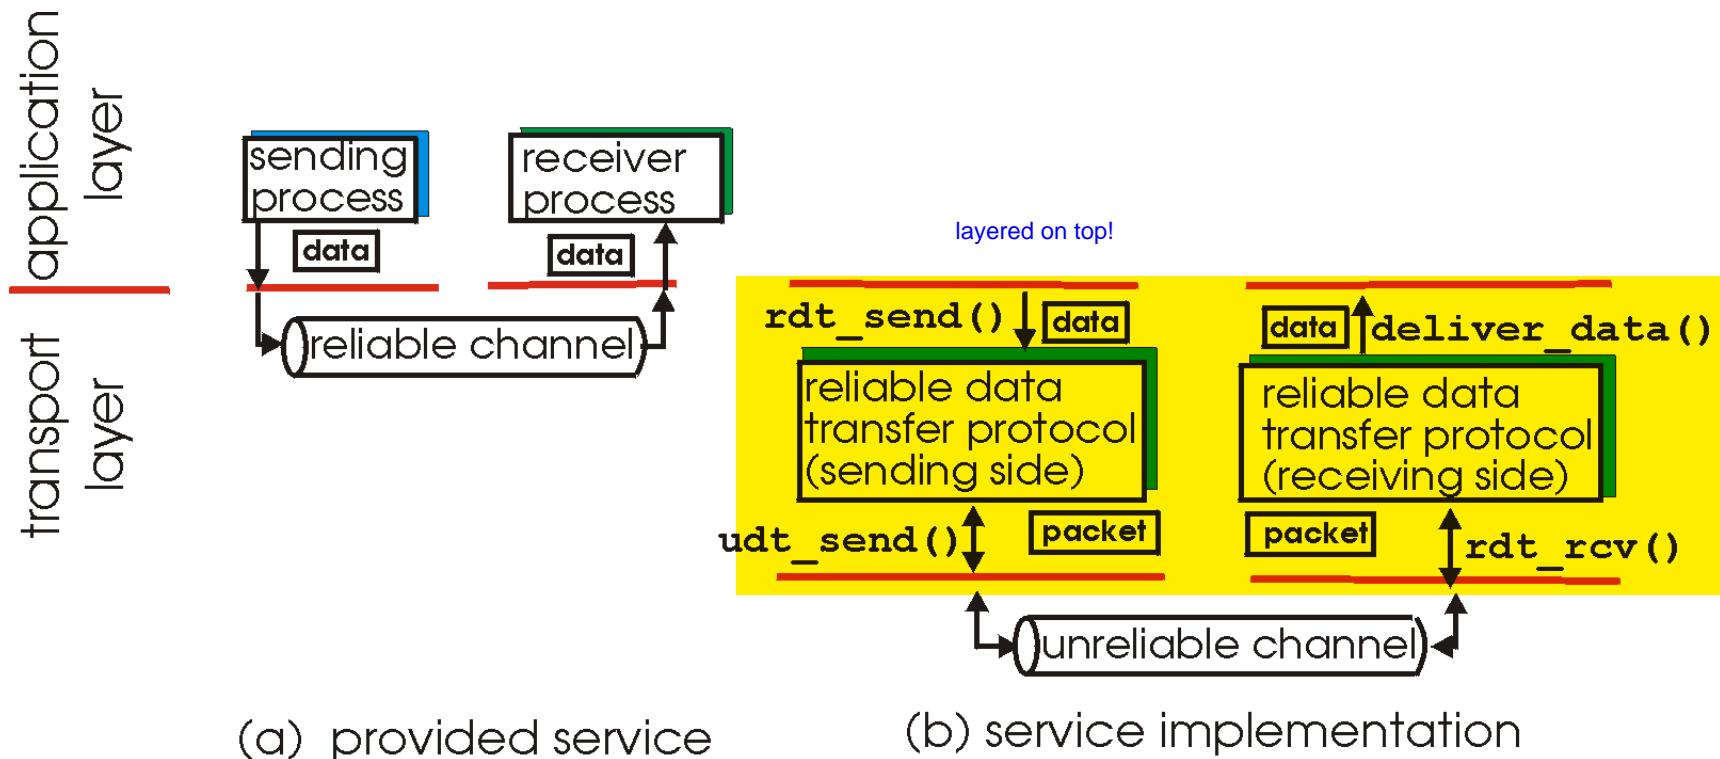 application
layer
transport
layer
sending
process
data
receiver
process
data
reliable channel
(a) provided service
layered on top!
rdt_send()
data
reliable data
transfer protocol
(sending side)
udt_send()
packet
data
deliver_data()
reliable data
transfer protocol
(receiving side)
packet
rdt_rcv()
unreliable channel
(b) service implementation